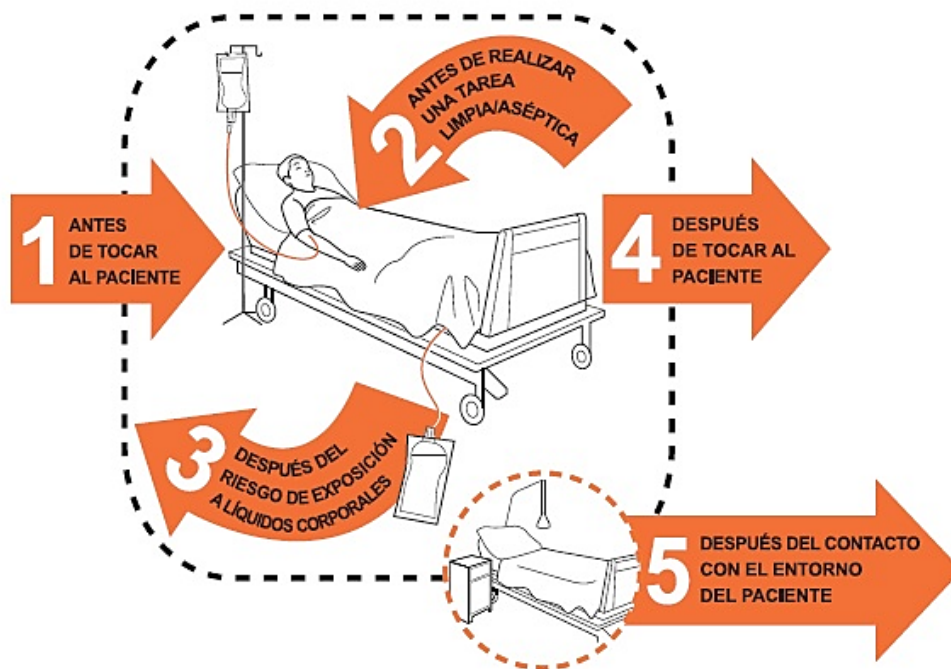 1
ANTES
DE TOCAR
AL PACIENTE
2
ANTES DE REALIZAR
UNA TAREA
LIMPIA/ASÉPTICA
3
DESPUÉS DEL
RIESGO DE EXPOSICIÓN
A LÍQUIDOS CORPORALES
4
DESPUÉS
DE TOCAR AL
PACIENTE
5
DESPUÉS DEL CONTACTO
CON EL ENTORNO
DEL PACIENTE